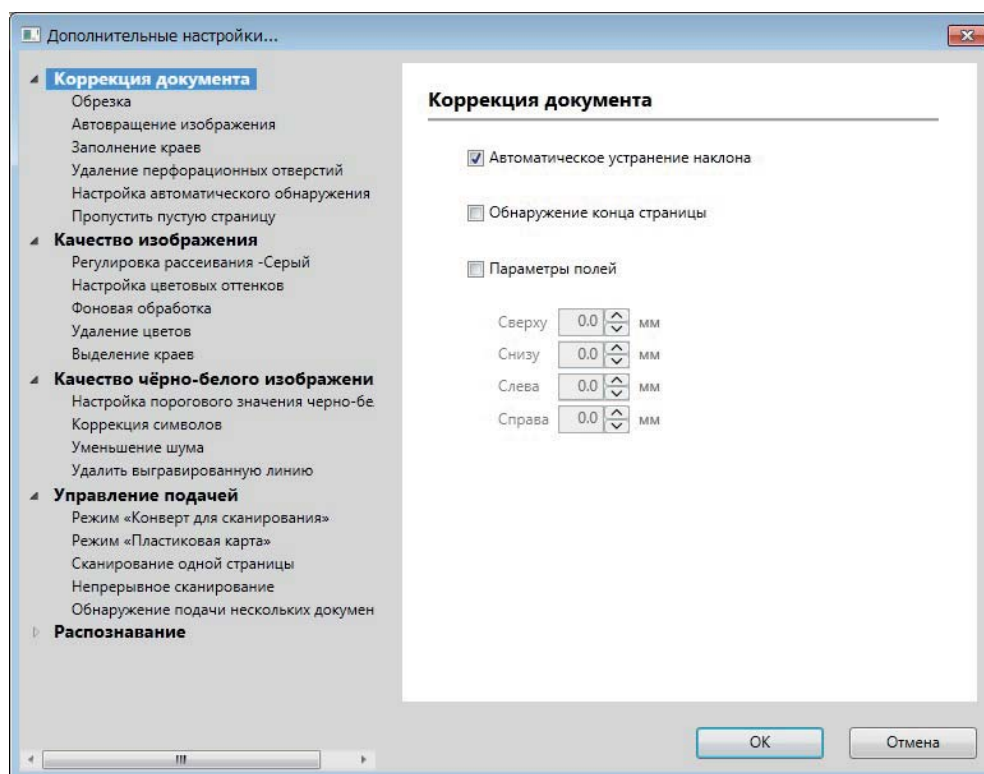 Дополнительные настройки...
Коррекция документа
Обрезка
Автовращение изображения
Заполнение краев
Удаление перфорационных отверстий
Настройка автоматического обнаружения
Пропустить пустую страницу
Качество изображения
Регулировка рассеивания -Серый
Настройка цветовых оттенков
Фоновая обработка
Удаление цветов
Выделение краев
Качество чёрно-белого изображени
Настройка порогового значения черно-бе
Коррекция символов
Уменьшение шума
Удалить выгравированную линию
Управление подачей
Режим «Конверт для сканирования»
Режим «Пластиковая карта»
Сканирование одной страницы
Непрерывное сканирование
Обнаружение подачи нескольких докумен
Распознавание
Коррекция документа
Автоматическое устранение наклона
Обнаружение конца страницы
Параметры полей
Сверху 0.0 мм
Снизу 0.0 мм
Слева 0.0 мм
Справа 0.0 мм
OK Отмена